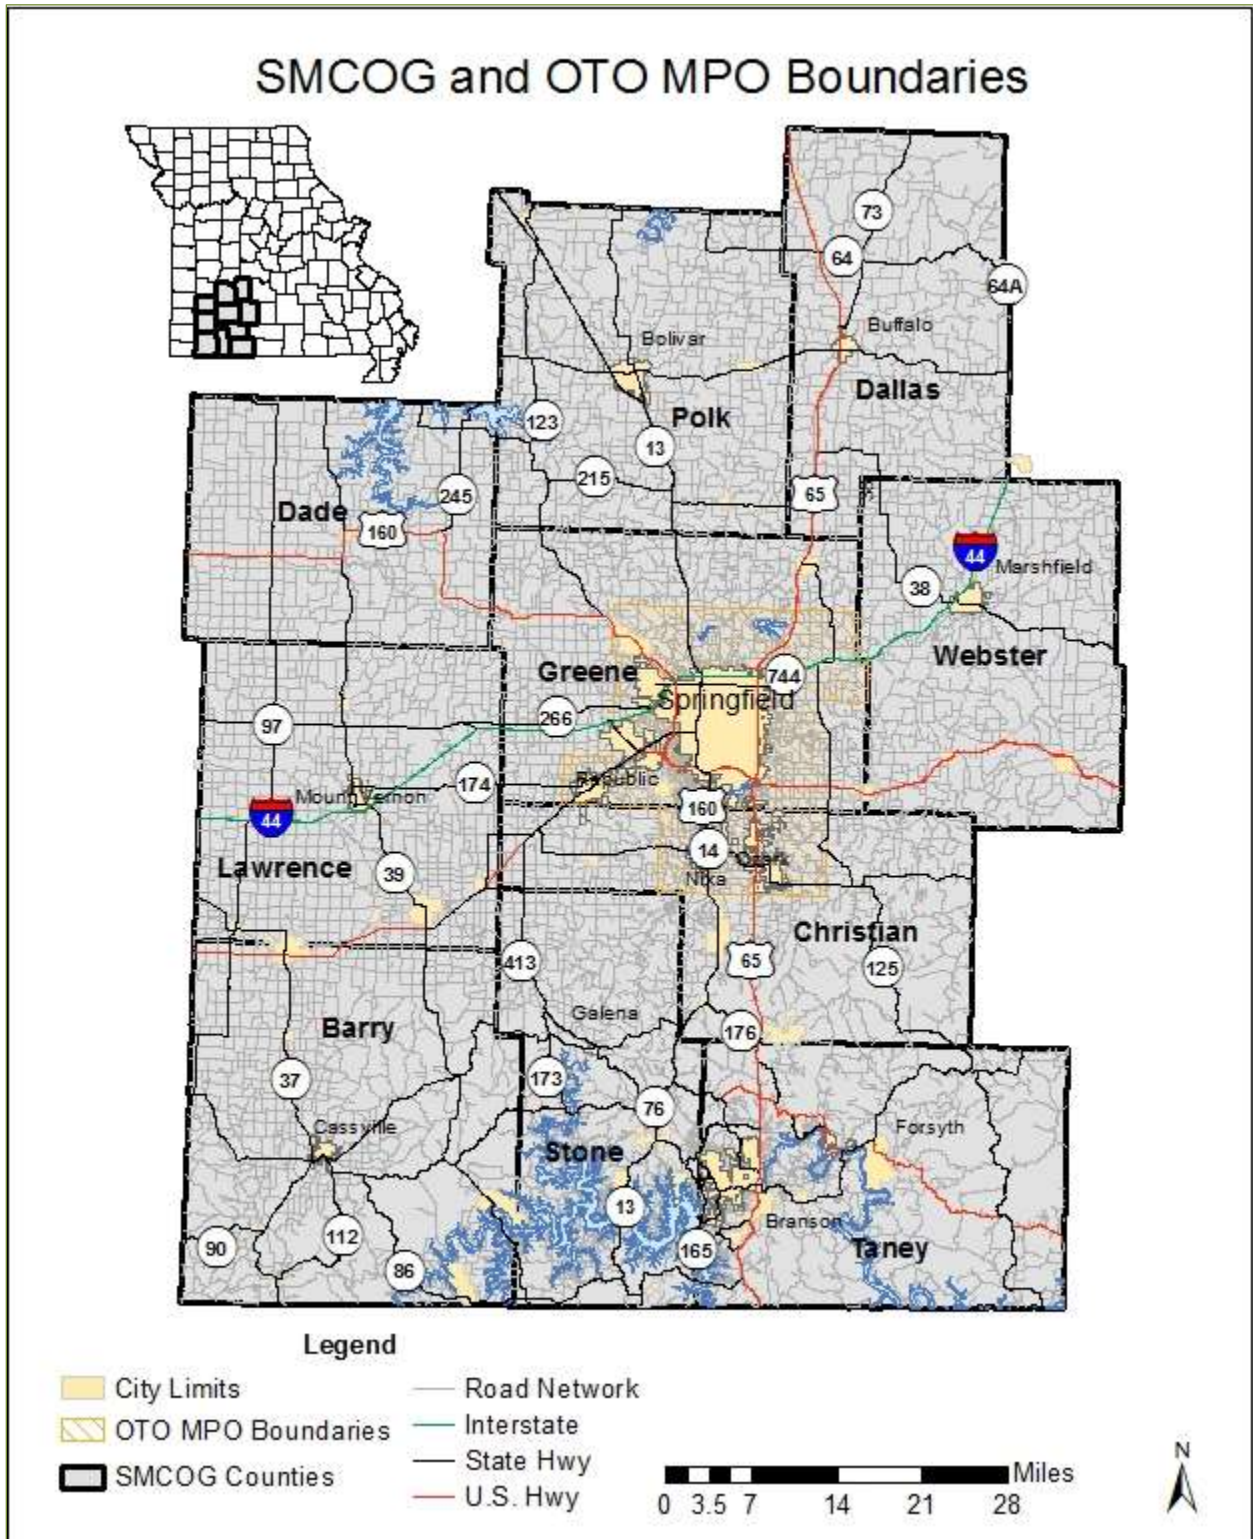 SMCOG and OTO MPO Boundaries
73
64
64A
Buffalo
Bolivar
Dallas
Polk
123
13
215
65
245
Dade
160
44
Marshfield
38
Webster
Greene
744
Springfield
266
97
174
Republic
Mount Vernon
44
160
14
Ozark
Nixa
Lawrence
39
Christian
413
65
125
Galena
176
Barry
37
173
76
Cassville
Forsyth
Stone
13
Branson
Taney
90
112
165
86
Legend
City Limits
OTO MPO Boundaries
SMCOG Counties
Road Network
Interstate
State Hwy
U.S. Hwy
Miles
0 3.5 7 14 21 28
N